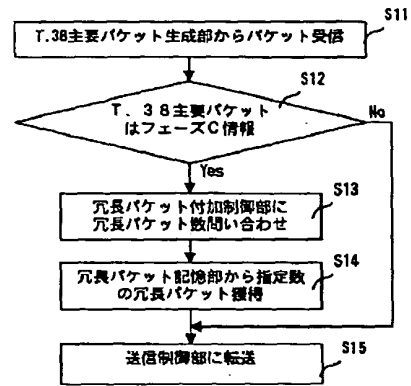 S11
T.38主要パケット生成部からパケット受信
S12
T.38主要パケット
はフェーズC情報
No
Yes
S13
冗長パケット付加制御部に
冗長パケット数問い合わせ
S14
冗長パケット記憶部から指定数
の冗長パケット獲得
S15
送信制御部に転送